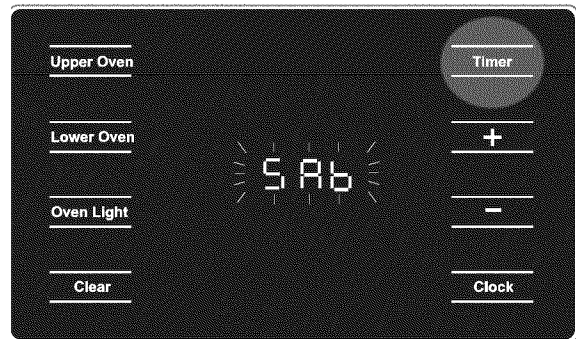 Upper Oven
Timer
Lower Oven
+
SAb
Oven Light
-
Clear
Clock